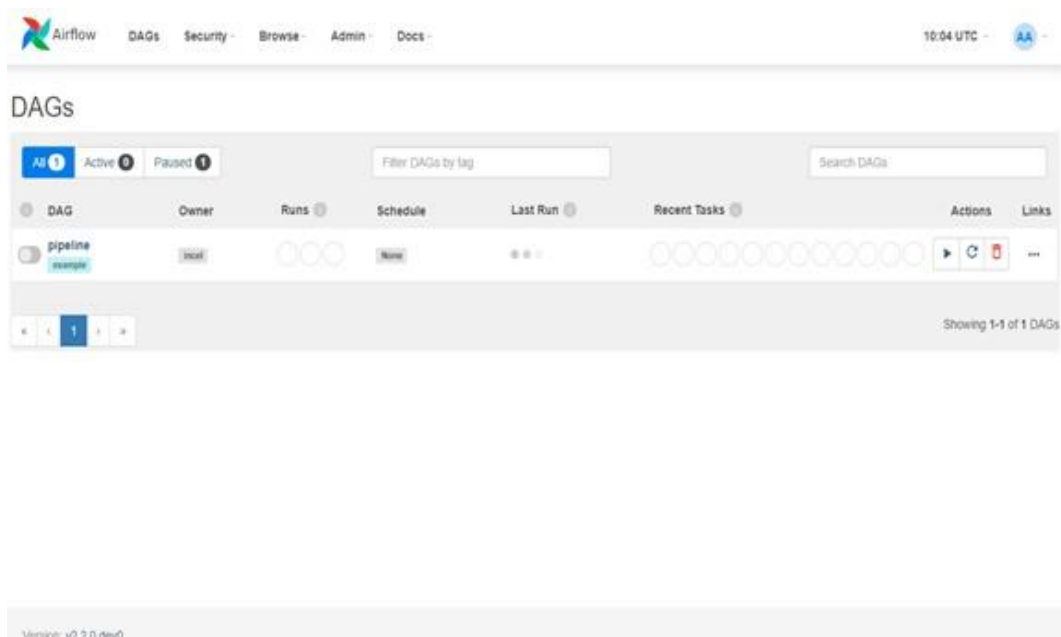 Airflow DAGs Security Browse Admin Docs 10:04 UTC AA
DAGs
All 1 Active 0 Paused 1 Filter DAGs by tag Search DAGs
DAG Owner Runs Schedule Last Run Recent Tasks Actions Links
pipeline
example
None
« ‹ 1 › »
Showing 1-1 of 1 DAGs
Version: v2.2.0.dev0